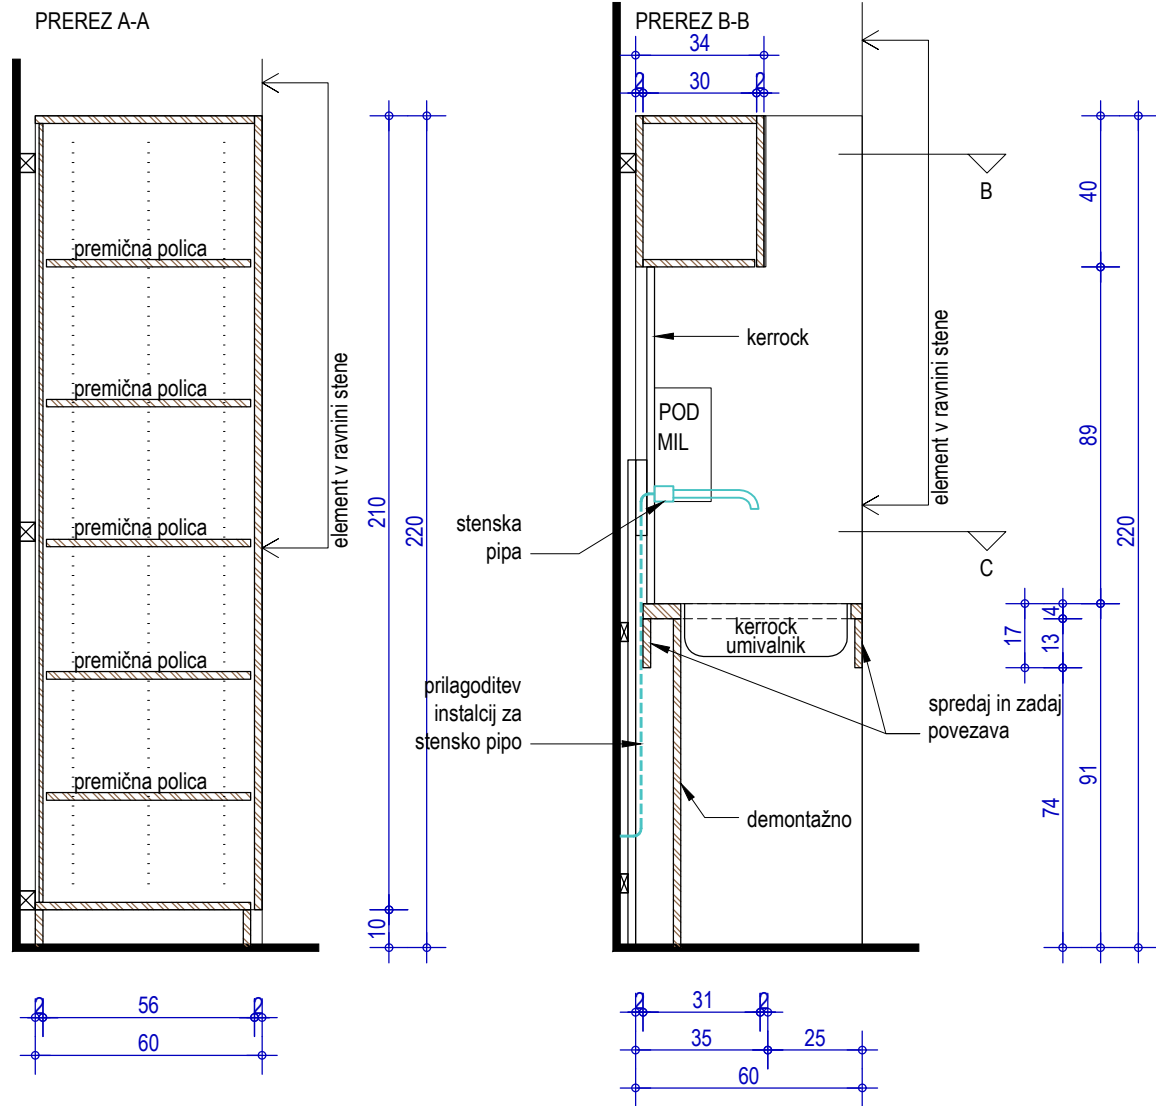 PREREZ A-A
premična polica
premična polica
premična polica
premična polica
premična polica
element v ravnini stene
210
220
10
2
56
2
60
PREREZ B-B
34
2
30
2
B
kerrock
POD
MIL
element v ravnini stene
stenska
pipa
C
kerrock
umivalnik
prilagoditev
instalcij za
stensko pipo
spredaj in zadaj
povezava
demontažno
40
89
220
4
17
13
91
74
2
31
2
35
25
60